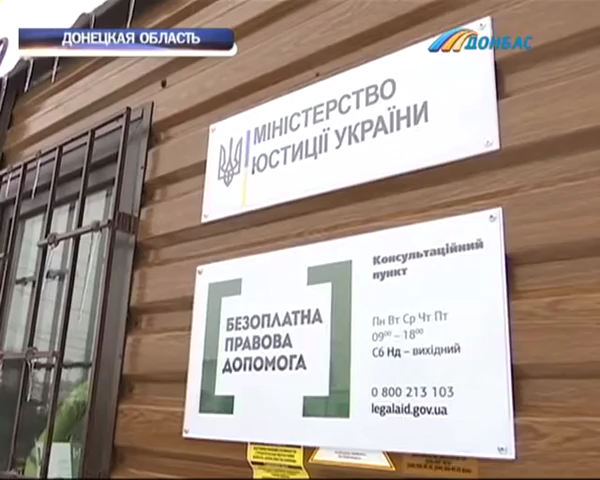 ДОНЕЦКАЯ ОБЛАСТЬ
ДОНБАС
МІНІСТЕРСТВО
ЮСТИЦІЇ УКРАЇНИ
БЕЗОПЛАТНА
ПРАВОВА
ДОПОМОГА
Консультаційний
пункт
Пн Вт Ср Чт Пт
09⁰⁰ – 18⁰⁰
Сб Нд – вихідний
0 800 213 103
legalaid.gov.ua